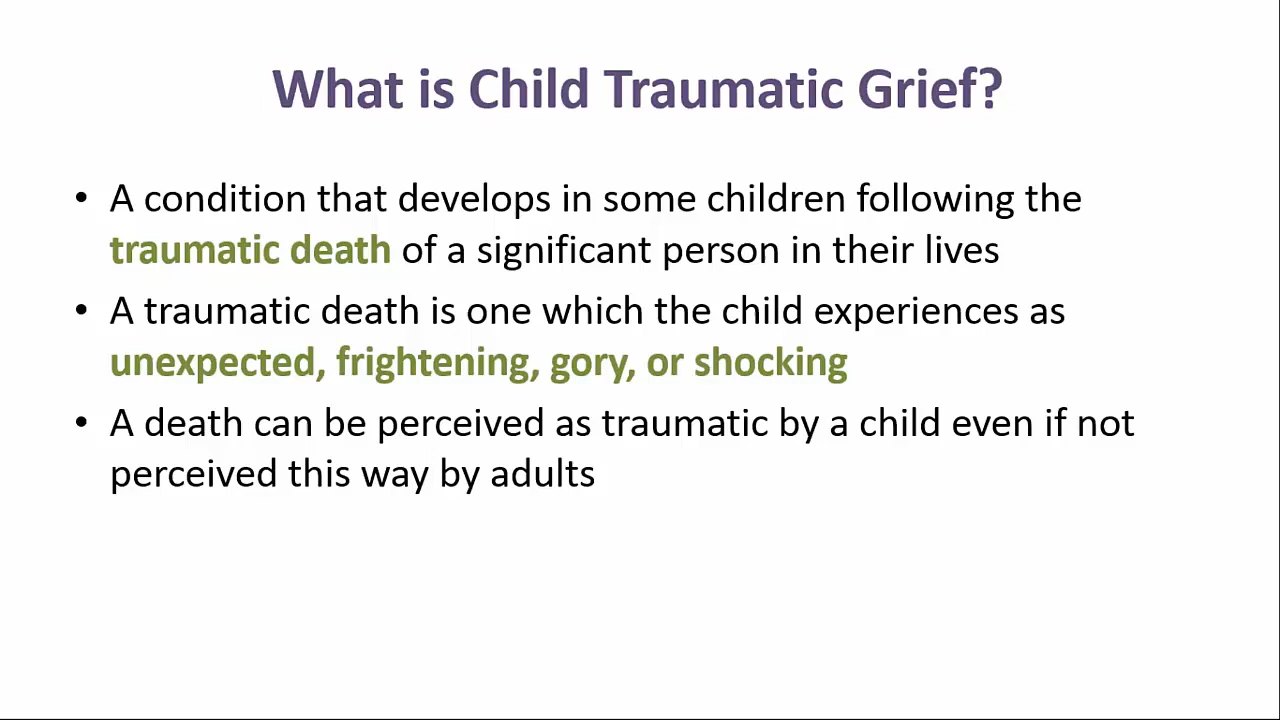 What is Child Traumatic Grief?
• A condition that develops in some children following the
traumatic death of a significant person in their lives
• A traumatic death is one which the child experiences as
unexpected, frightening, gory, or shocking
• A death can be perceived as traumatic by a child even if not
perceived this way by adults